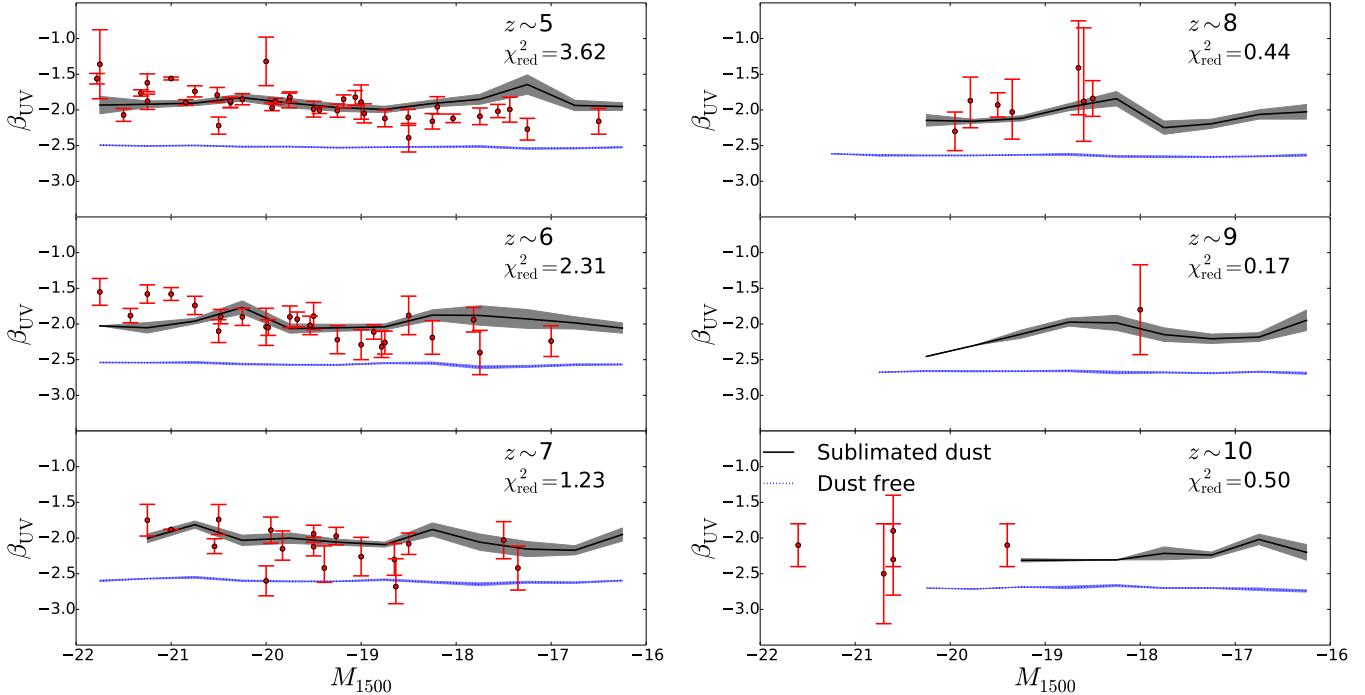 z∼5
χ²red=3.62
βUV
−1.0
−1.5
−2.0
−2.5
−3.0
z∼6
χ²red=2.31
βUV
−1.0
−1.5
−2.0
−2.5
−3.0
z∼7
χ²red=1.23
βUV
−1.0
−1.5
−2.0
−2.5
−3.0
−22 −21 −20 −19 −18 −17 −16
M1500
z∼8
χ²red=0.44
βUV
−1.0
−1.5
−2.0
−2.5
−3.0
z∼9
χ²red=0.17
βUV
−1.0
−1.5
−2.0
−2.5
−3.0
Sublimated dust
Dust free
z∼10
χ²red=0.50
βUV
−1.0
−1.5
−2.0
−2.5
−3.0
−22 −21 −20 −19 −18 −17 −16
M1500